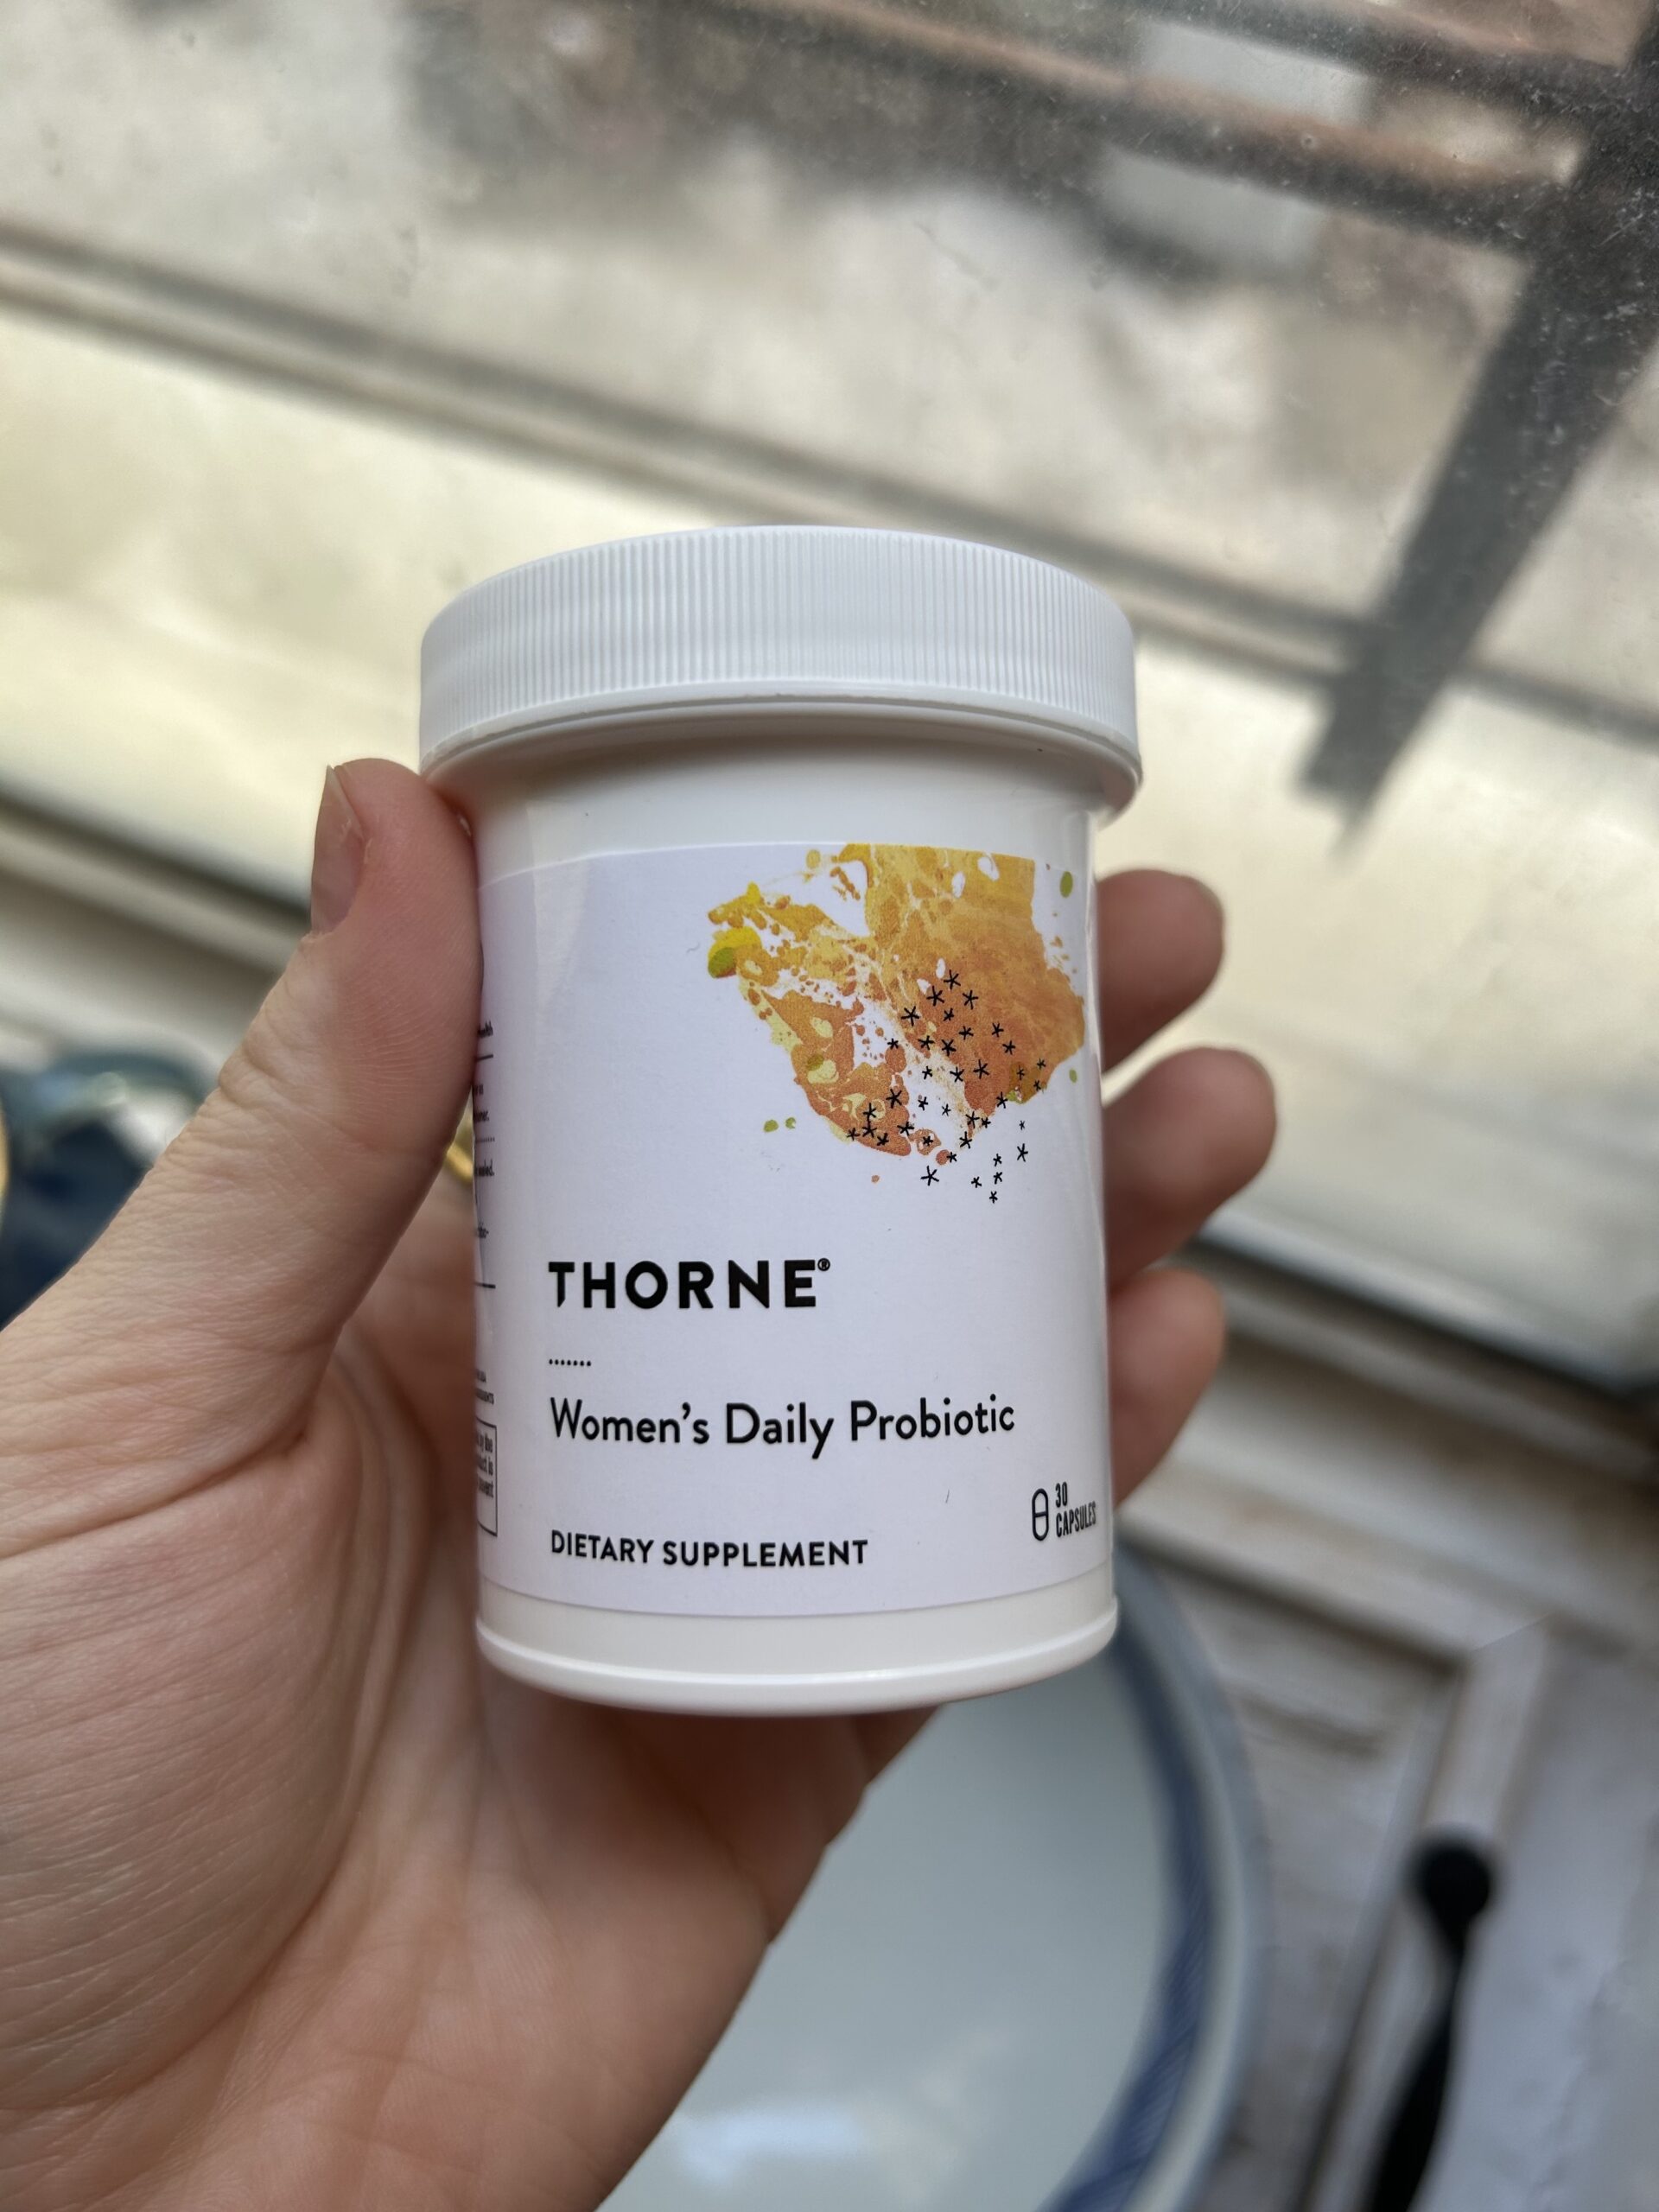 THORNE®
Women's Daily Probiotic
30
CAPSULES
DIETARY SUPPLEMENT